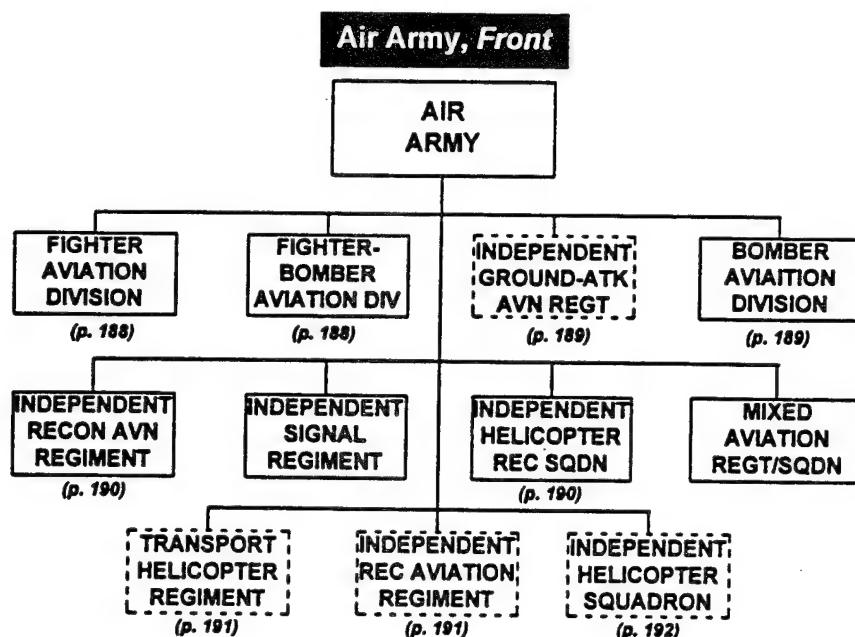 Air Army, Front
AIR
ARMY
FIGHTER
AVIATION
DIVISION
(p. 188)
FIGHTER-
BOMBER
AVIATION DIV
(p. 188)
INDEPENDENT
GROUND-ATK
AVN REGT
(p. 189)
BOMBER
AVIAITION
DIVISION
(p. 189)
INDEPENDENT
RECON AVN
REGIMENT
(p. 190)
INDEPENDENT
SIGNAL
REGIMENT
INDEPENDENT
HELICOPTER
REC SQDN
(p. 190)
MIXED
AVIATION
REGT/SQDN
TRANSPORT
HELICOPTER
REGIMENT
(p. 191)
INDEPENDENT
REC AVIATION
REGIMENT
(p. 191)
INDEPENDENT
HELICOPTER
SQUADRON
(p. 192)